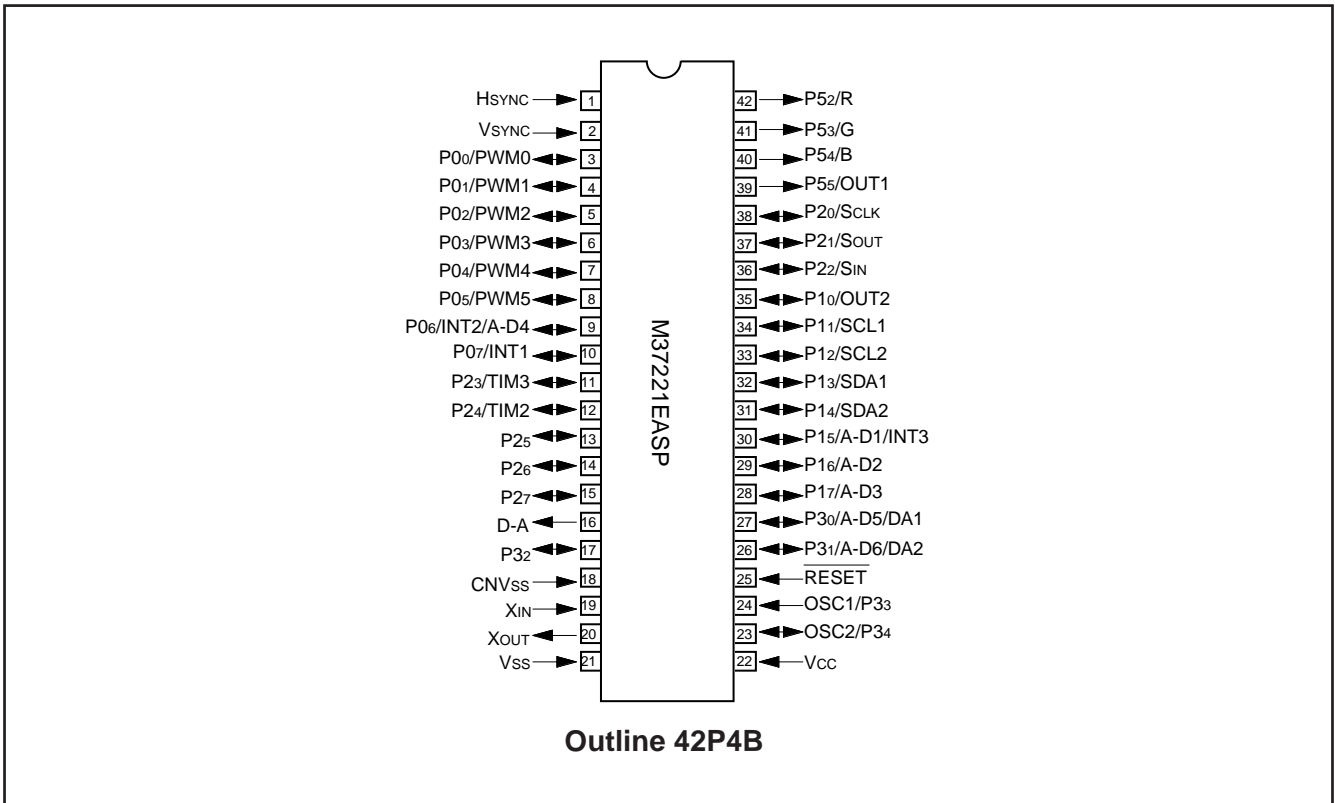 HSYNC 1 42 P52/R
VSYNC 2 41 P53/G
P00/PWM0 3 40 P54/B
P01/PWM1 4 39 P55/OUT1
P02/PWM2 5 38 P20/SCLK
P03/PWM3 6 37 P21/SOUT
P04/PWM4 7 36 P22/SIN
P05/PWM5 8 35 P10/OUT2
P06/INT2/A-D4 9 34 P11/SCL1
P07/INT1 10 33 P12/SCL2
P23/TIM3 11 32 P13/SDA1
P24/TIM2 12 31 P14/SDA2
P25 13 30 P15/A-D1/INT3
P26 14 29 P16/A-D2
P27 15 28 P17/A-D3
D-A 16 27 P30/A-D5/DA1
P32 17 26 P31/A-D6/DA2
CNVSS 18 25 RESET
XIN 19 24 OSC1/P33
XOUT 20 23 OSC2/P34
VSS 21 22 VCC
M37221EASP
Outline 42P4B